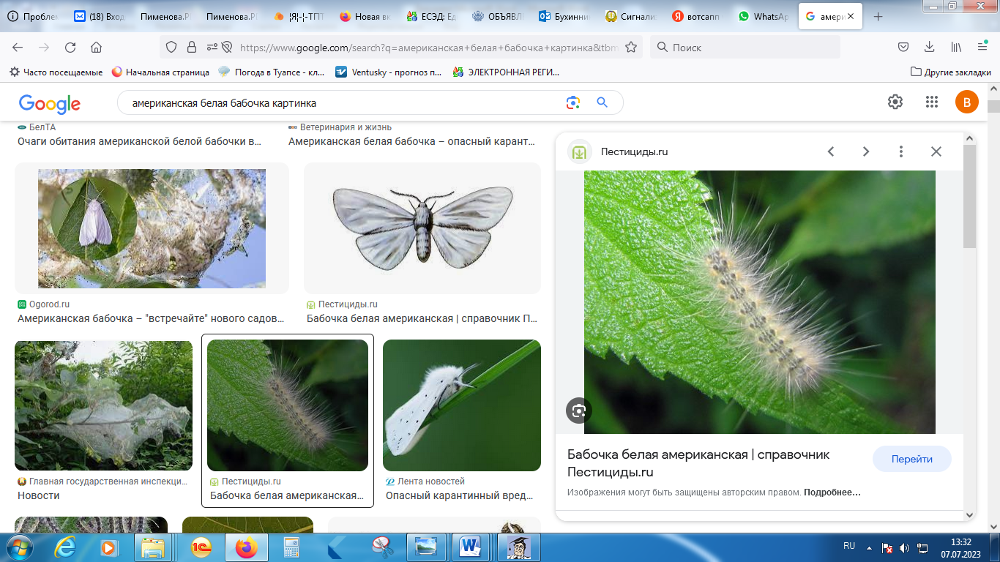 Проблем
(18) Вход
Пименова.Р
Пименова.Р
¦Я¦-¦-ТПТ
Новая вк
ЕСЭД: Ед
ОБЪЯВЛ
Бухинни
Сигнали
вотсапп
WhatsAp
амери
https://www.google.com/search?q=американская+белая+бабочка+картинка&tbm
Поиск
Часто посещаемые
Начальная страница
Погода в Туапсе - кл...
Ventusky - прогноз п...
ЭЛЕКТРОННАЯ РЕГИ...
Другие закладки
Google
американская белая бабочка картинка
В
БелТА
Очаги обитания американской белой бабочки в...
Ветеринария и жизнь
Американская белая бабочка – опасный карант...
Ogorod.ru
Американская бабочка – "встречайте" нового садов...
Пестициды.ru
Бабочка белая американская | справочник П...
Главная государственная инспекци...
Новости
Пестициды.ru
Бабочка белая американская...
Лента новостей
Опасный карантинный вред...
Пестициды.ru
Бабочка белая американская | справочник
Пестициды.ru
Перейти
Изображения могут быть защищены авторским правом. Подробнее...
RU
13:32
07.07.2023